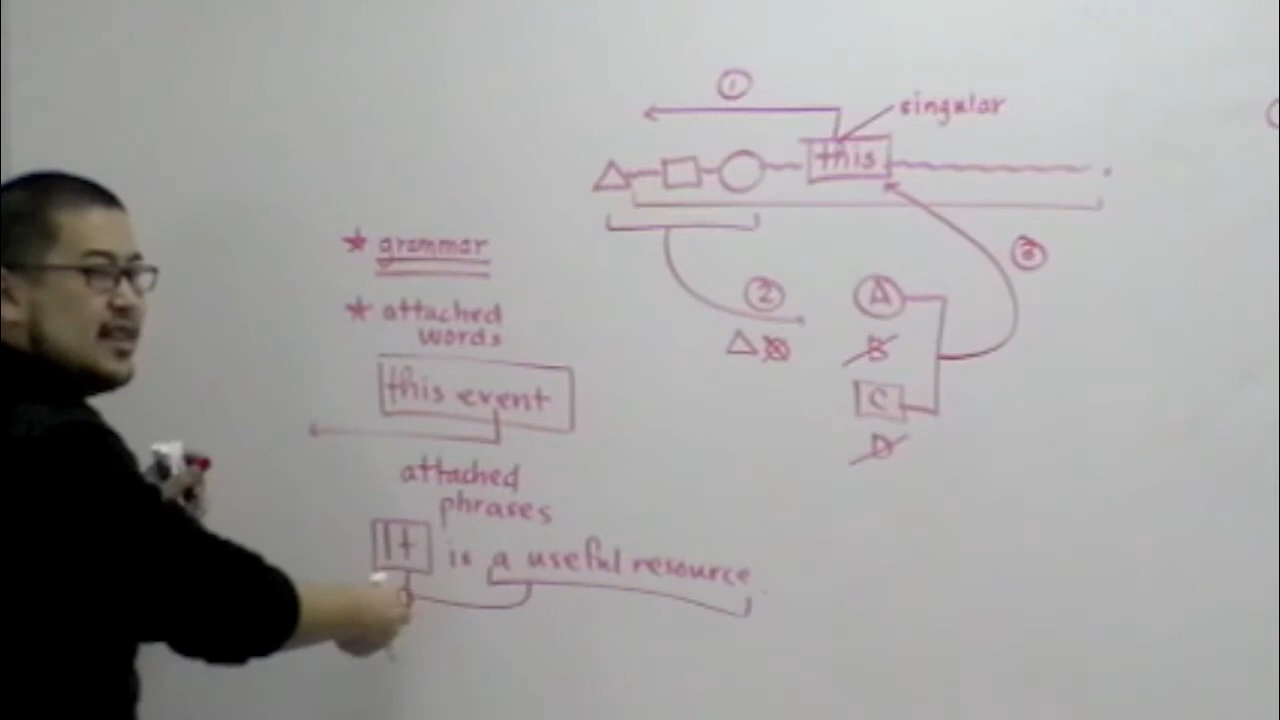 ① singular
this
★ grammar
★ attached
words
this event
attached
phrases
It is a useful resource
② ③
A
B
C
D